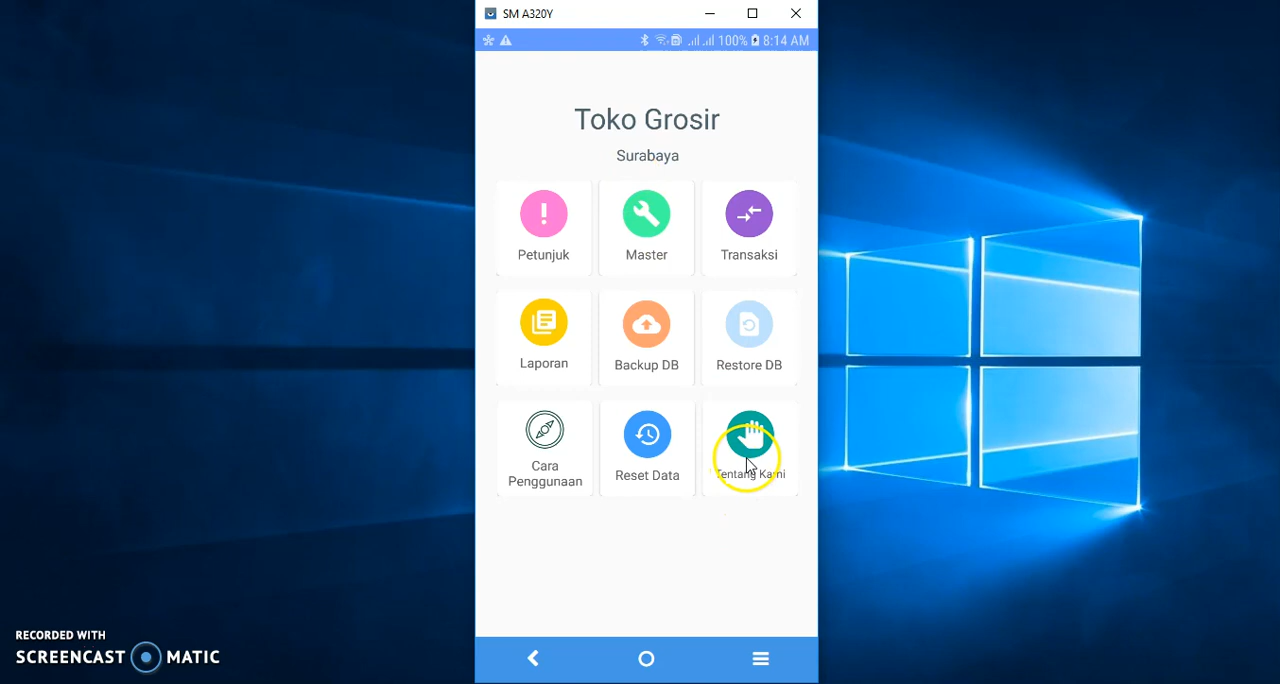 SM A320Y
100% 8:14 AM
Toko Grosir
Surabaya
Petunjuk
Master
Transaksi
Laporan
Backup DB
Restore DB
Cara
Penggunaan
Reset Data
Tentang Kami
RECORDED WITH
SCREENCAST MATIC